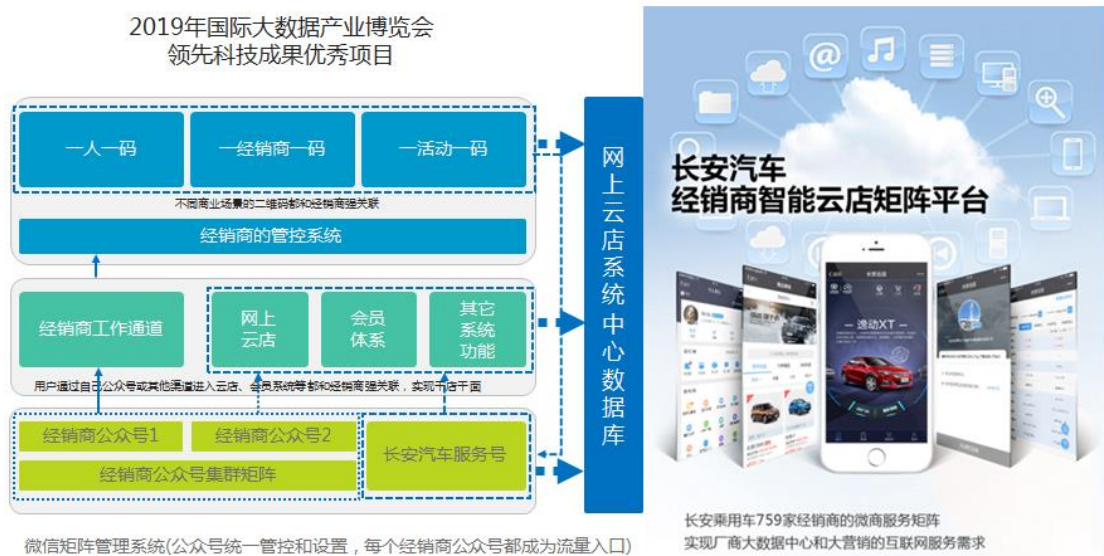 2019年国际大数据产业博览会
领先科技成果优秀项目
一人一码
一经销商一码
一活动一码
不同商业场景的二维码都和经销商强关联
经销商的管控系统
经销商工作通道
网上
云店
会员
体系
其它
系统
功能
用户通过自己公众号或其他渠道进入云店、会员系统等都和经销商强关联，实现千店千面
经销商公众号1
经销商公众号2
经销商公众号集群矩阵
长安汽车服务号
微信矩阵管理系统(公众号统一管控和设置，每个经销商公众号都成为流量入口)
网上云店系统中心数据库
长安汽车
经销商智能云店矩阵平台
逸动XT
长安乘用车759家经销商的微商服务矩阵
实现厂商大数据中心和大营销的互联网服务需求